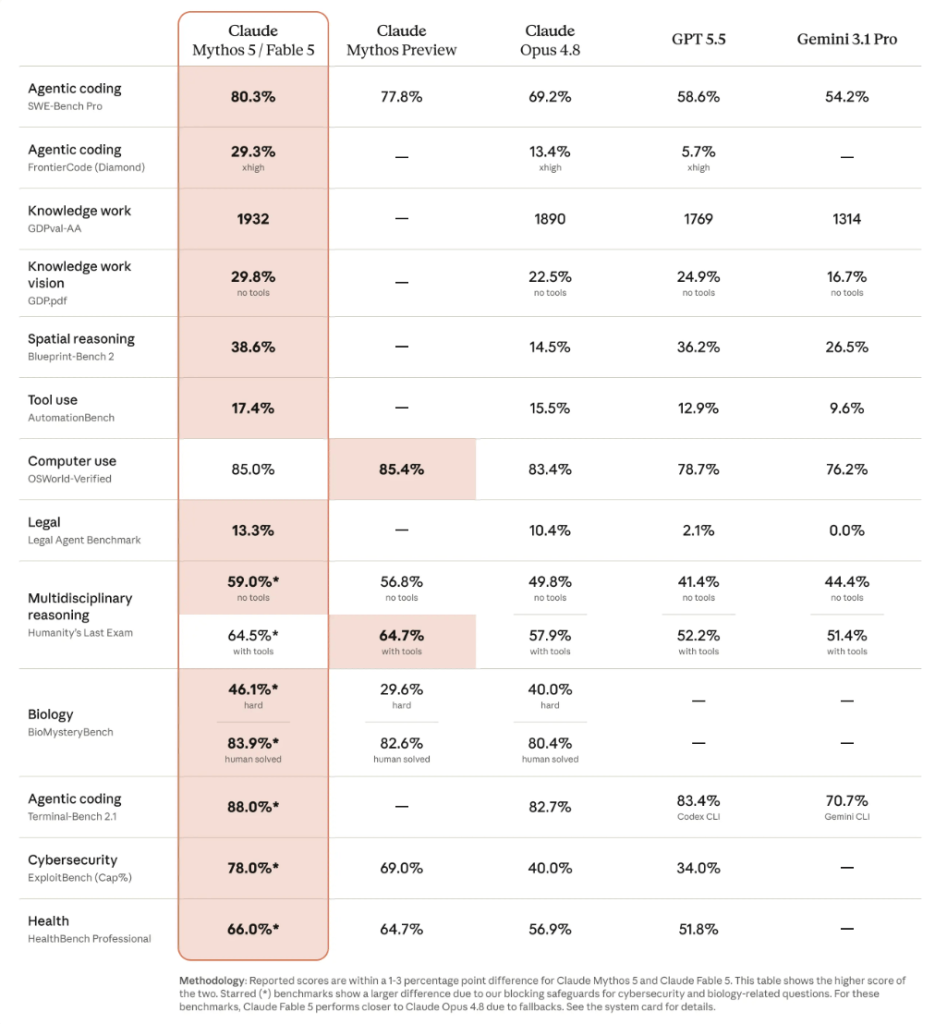 Claude
Mythos 5 / Fable 5
Claude
Mythos Preview
Claude
Opus 4.8
GPT 5.5
Gemini 3.1 Pro
Agentic coding
SWE-Bench Pro
80.3%
77.8%
69.2%
58.6%
54.2%
Agentic coding
FrontierCode (Diamond)
29.3%
xhigh
—
13.4%
xhigh
5.7%
xhigh
—
Knowledge work
GDPval-AA
1932
—
1890
1769
1314
Knowledge work
vision
GDP.pdf
29.8%
no tools
—
22.5%
no tools
24.9%
no tools
16.7%
no tools
Spatial reasoning
Blueprint-Bench 2
38.6%
—
14.5%
36.2%
26.5%
Tool use
AutomationBench
17.4%
—
15.5%
12.9%
9.6%
Computer use
OSWorld-Verified
85.0%
85.4%
83.4%
78.7%
76.2%
Legal
Legal Agent Benchmark
13.3%
—
10.4%
2.1%
0.0%
Multidisciplinary
reasoning
Humanity's Last Exam
59.0%*
no tools
56.8%
no tools
49.8%
no tools
41.4%
no tools
44.4%
no tools
64.5%*
with tools
64.7%
with tools
57.9%
with tools
52.2%
with tools
51.4%
with tools
Biology
BioMysteryBench
46.1%*
hard
29.6%
hard
40.0%
hard
—
—
83.9%*
human solved
82.6%
human solved
80.4%
human solved
—
—
Agentic coding
Terminal-Bench 2.1
88.0%*
—
82.7%
83.4%
Codex CLI
70.7%
Gemini CLI
Cybersecurity
ExploitBench (Cap%)
78.0%*
69.0%
40.0%
34.0%
—
Health
HealthBench Professional
66.0%*
64.7%
56.9%
51.8%
—
Methodology: Reported scores are within a 1-3 percentage point difference for Claude Mythos 5 and Claude Fable 5. This table shows the higher score of
the two. Starred (*) benchmarks show a larger difference due to our blocking safeguards for cybersecurity and biology-related questions. For these
benchmarks, Claude Fable 5 performs closer to Claude Opus 4.8 due to fallbacks. See the system card for details.